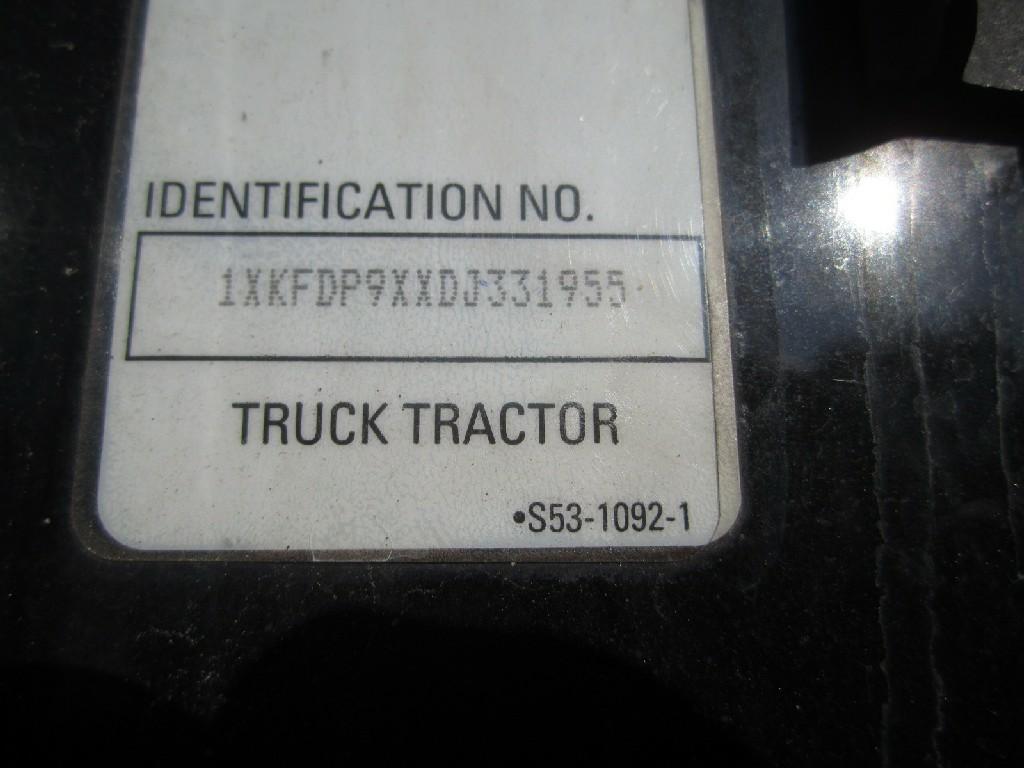 IDENTIFICATION NO.
1XKFDP9XXDJ331955
TRUCK TRACTOR
•S53-1092-1